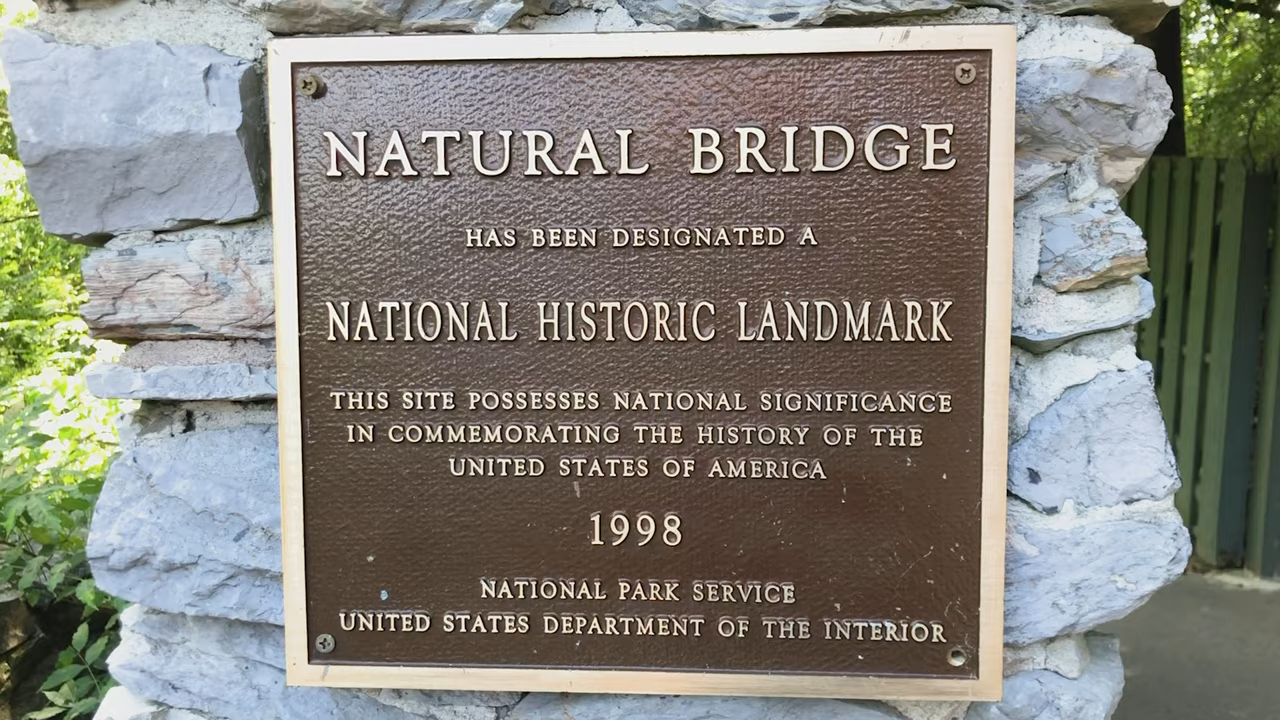 NATURAL BRIDGE
HAS BEEN DESIGNATED A
NATIONAL HISTORIC LANDMARK
THIS SITE POSSESSES NATIONAL SIGNIFICANCE
IN COMMEMORATING THE HISTORY OF THE
UNITED STATES OF AMERICA
1998
NATIONAL PARK SERVICE
UNITED STATES DEPARTMENT OF THE INTERIOR